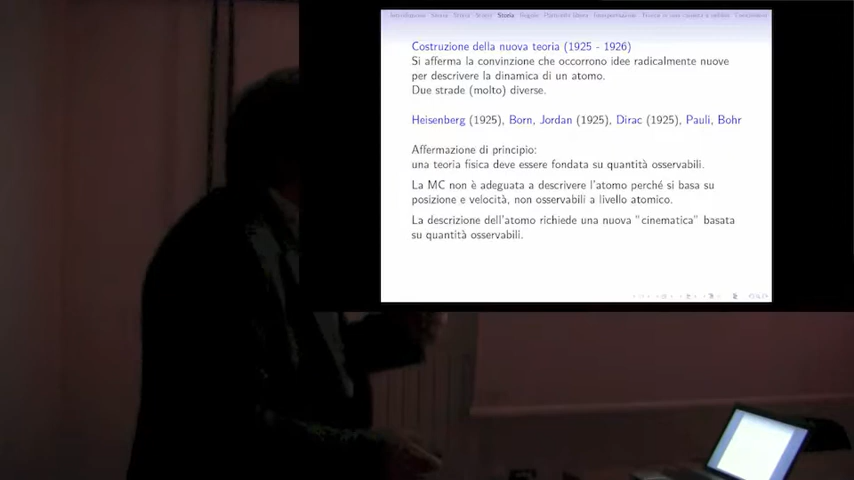 Storia
Costruzione della nuova teoria (1925 - 1926)
Si afferma la convinzione che occorrono idee radicalmente nuove
per descrivere la dinamica di un atomo.
Due strade (molto) diverse.
Heisenberg (1925), Born, Jordan (1925), Dirac (1925), Pauli, Bohr
Affermazione di principio:
una teoria fisica deve essere fondata su quantità osservabili.
La MC non è adeguata a descrivere l'atomo perché si basa su
posizione e velocità, non osservabili a livello atomico.
La descrizione dell'atomo richiede una nuova "cinematica" basata
su quantità osservabili.